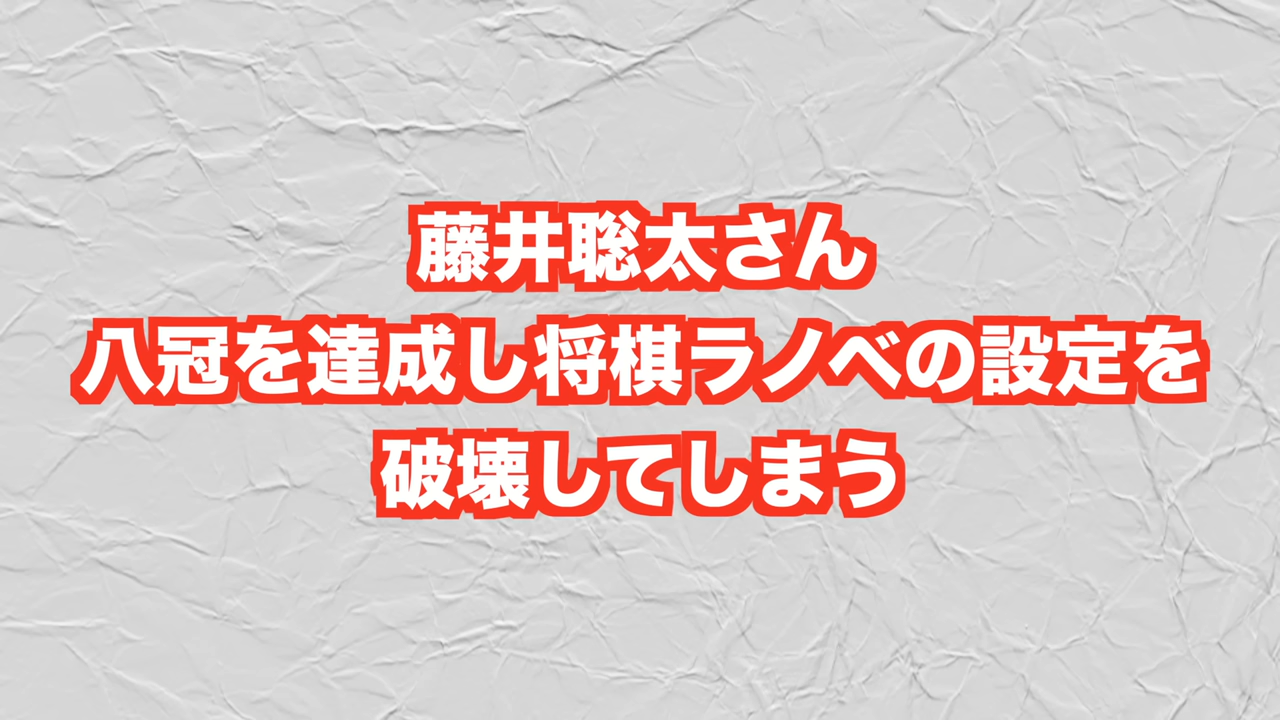 藤井聡太さん
八冠を達成し将棋ラノベの設定を
破壊してしまう